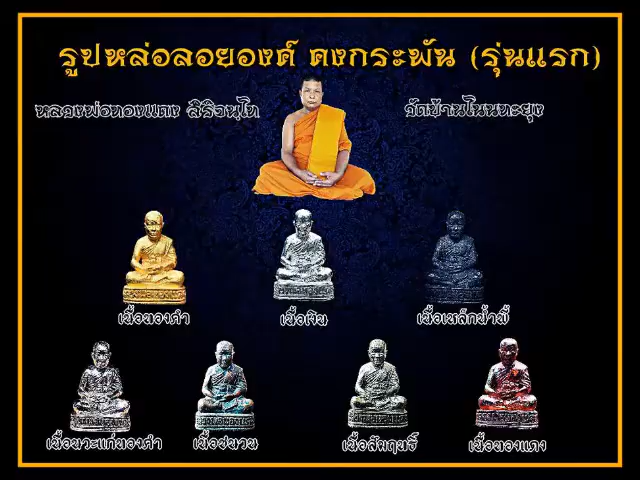 รูปหล่อลอยองค์ คงกระพัน (รุ่นแรก)
หลวงพ่อทองแดง สิริจนฺโท วัดบ้านโนนทะยุง
เนื้อทองคำ เนื้อเงิน เนื้อเหล็กน้ำพี้
เนื้อนวะแก่ทองคำ เนื้อชนวน เนื้อสัมฤทธิ์ เนื้อทองแดง